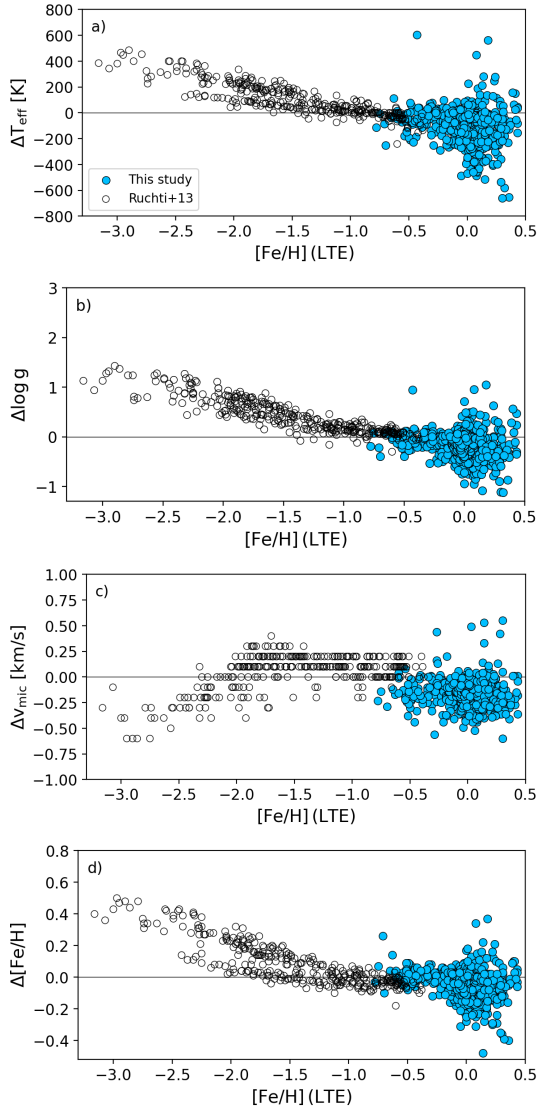 800
600
400
200
0
−200
−400
−600
−800
ΔT_eff [K]
a)
This study
Ruchti+13
−3.0 −2.5 −2.0 −1.5 −1.0 −0.5 0.0 0.5
[Fe/H] (LTE)
3
2
1
0
−1
Δlog g
b)
−3.0 −2.5 −2.0 −1.5 −1.0 −0.5 0.0 0.5
[Fe/H] (LTE)
1.00
0.75
0.50
0.25
0.00
−0.25
−0.50
−0.75
−1.00
Δv_mic [km/s]
c)
−3.0 −2.5 −2.0 −1.5 −1.0 −0.5 0.0 0.5
[Fe/H] (LTE)
0.8
0.6
0.4
0.2
0.0
−0.2
−0.4
Δ[Fe/H]
d)
−3.0 −2.5 −2.0 −1.5 −1.0 −0.5 0.0 0.5
[Fe/H] (LTE)